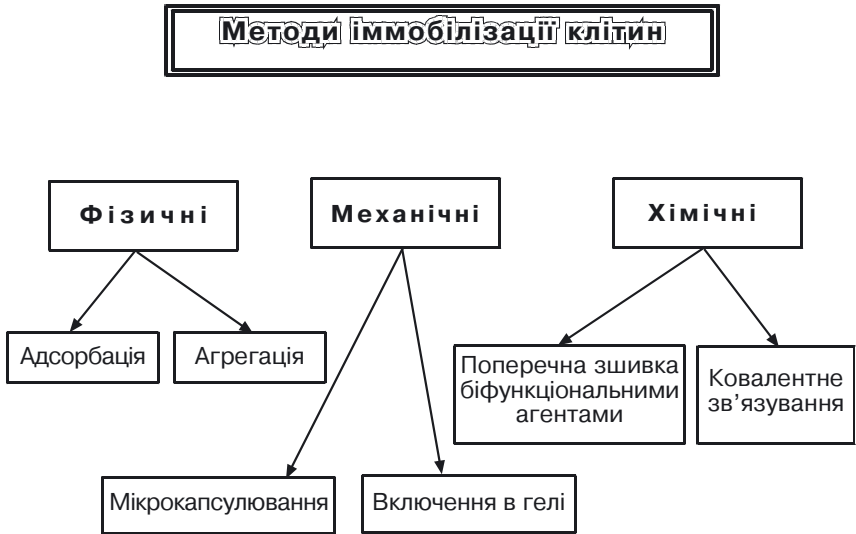 Методи іммобілізації клітин
Фізичні
Механічні
Хімічні
Адсорбація
Агрегація
Поперечна зшивка
біфункціональними
агентами
Ковалентне
зв’язування
Мікрокапсулювання
Включення в гелі